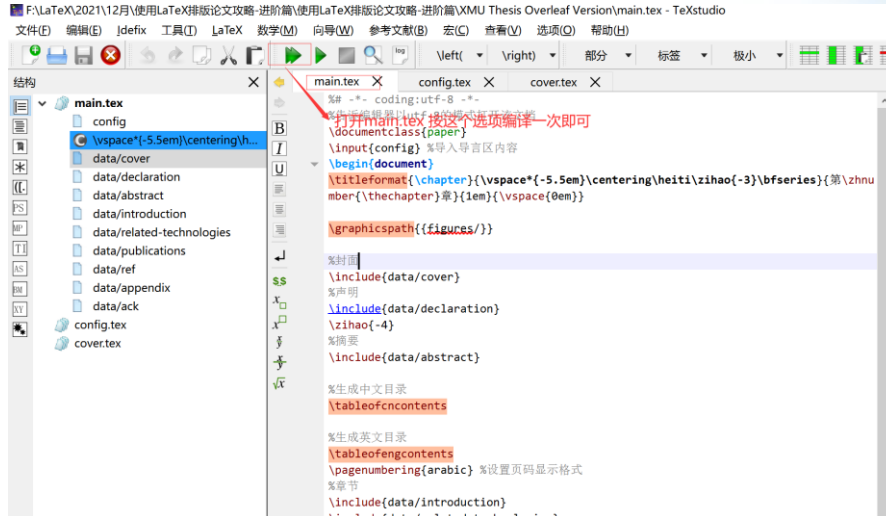 F:\LaTeX\2021\12月\使用LaTeX排版论文攻略-进阶篇\使用LaTeX排版论文攻略-进阶篇\XMU Thesis Overleaf Version\main.tex - TeXstudio
文件(F) 编辑(E) Idefix 工具(T) LaTeX 数学(M) 向导(W) 参考文献(B) 宏(C) 查看(V) 选项(O) 帮助(H)
log \left( \right) 部分 标签 极小
结构
main.tex config.tex cover.tex
main.tex
config
\vspace*{-5.5em}\centering\h...
data/cover
data/declaration
data/abstract
data/introduction
data/related-technologies
data/publications
data/ref
data/appendix
data/ack
config.tex
cover.tex
%# -*- coding:utf-8 -*-
打开main.tex 按这个选项编译一次即可
\documentclass{paper}
\input{config} %导入导言区内容
\begin{document}
\titleformat{\chapter}{\vspace*{-5.5em}\centering\heiti\zihao{-3}\bfseries}{第\zhnu
mber{\thechapter}章}{1em}{\vspace{0em}}
\graphicspath{{figures/}}
%封面
\include{data/cover}
%声明
\include{data/declaration}
\zihao{-4}
%摘要
\include{data/abstract}
%生成中文目录
\tableofcncontents
%生成英文目录
\tableofengcontents
\pagenumbering{arabic} %设置页码显示格式
%章节
\include{data/introduction}